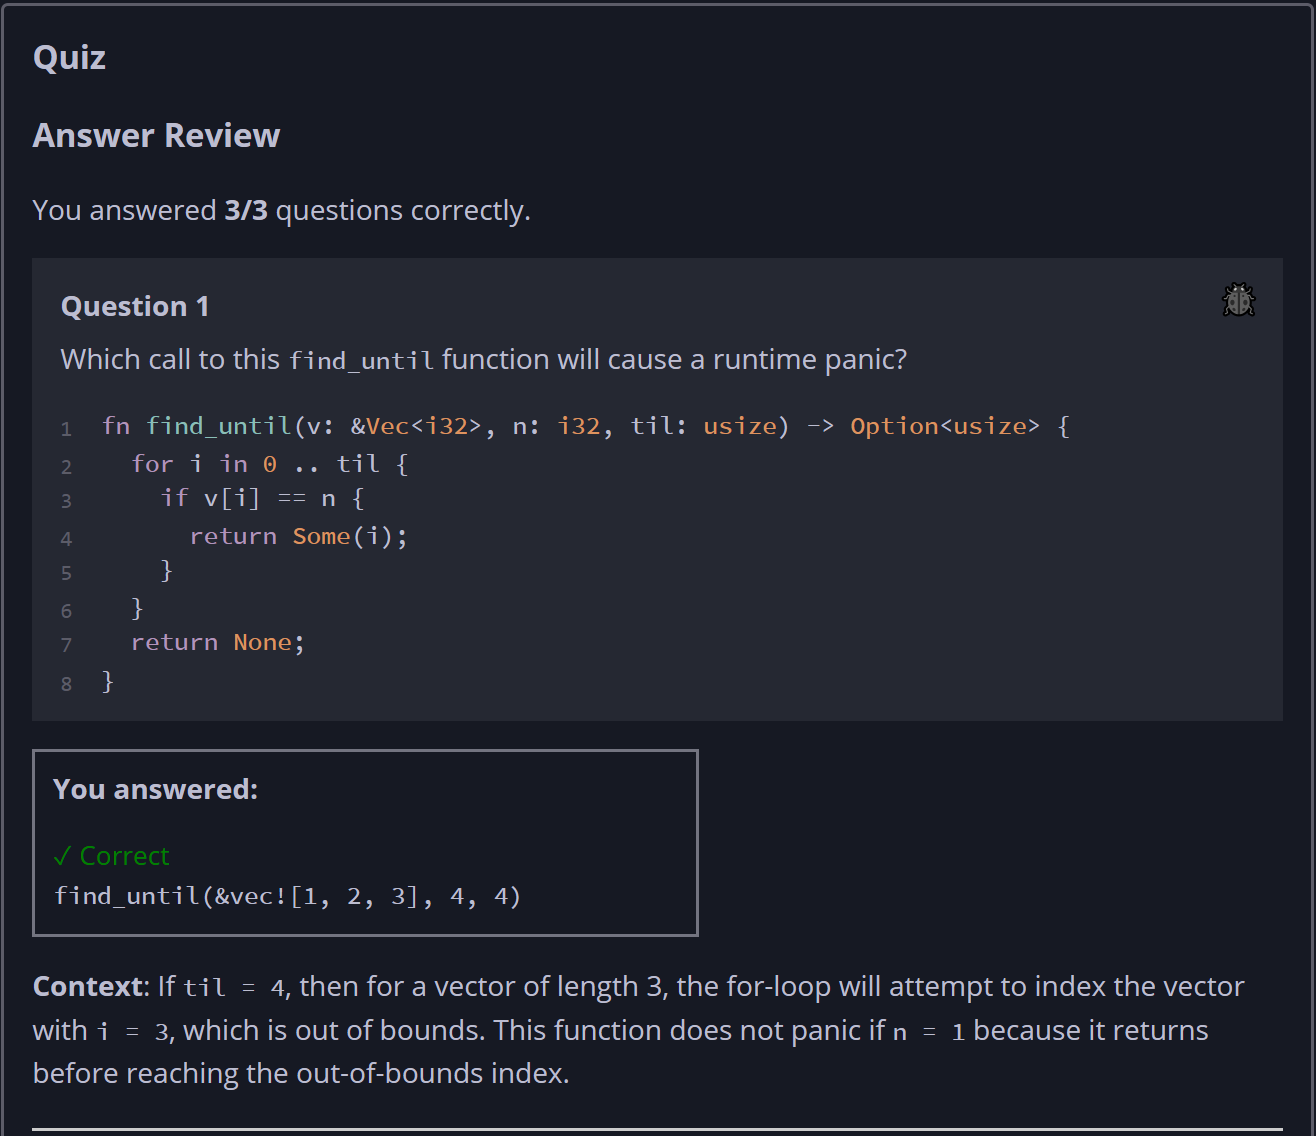 Quiz
Answer Review
You answered 3/3 questions correctly.
Question 1
Which call to this find_until function will cause a runtime panic?
1 fn find_until(v: &Vec<i32>, n: i32, til: usize) -> Option<usize> {
2   for i in 0 .. til {
3     if v[i] == n {
4       return Some(i);
5     }
6   }
7   return None;
8 }
You answered:
✓ Correct
find_until(&vec![1, 2, 3], 4, 4)
Context: If til = 4, then for a vector of length 3, the for-loop will attempt to index the vector
with i = 3, which is out of bounds. This function does not panic if n = 1 because it returns
before reaching the out-of-bounds index.